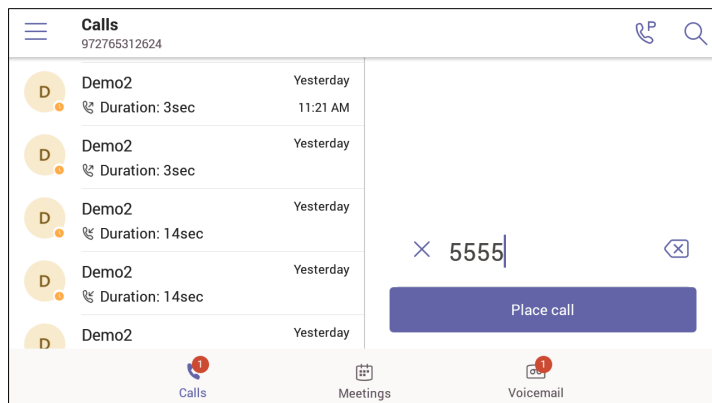 Calls
972765312624
P
D
Demo2
Yesterday
Duration: 3sec
11:21 AM
D
Demo2
Yesterday
Duration: 3sec
D
Demo2
Yesterday
Duration: 14sec
D
Demo2
Yesterday
Duration: 14sec
D
Demo2
Yesterday
5555
Place call
1
Calls
Meetings
1
Voicemail